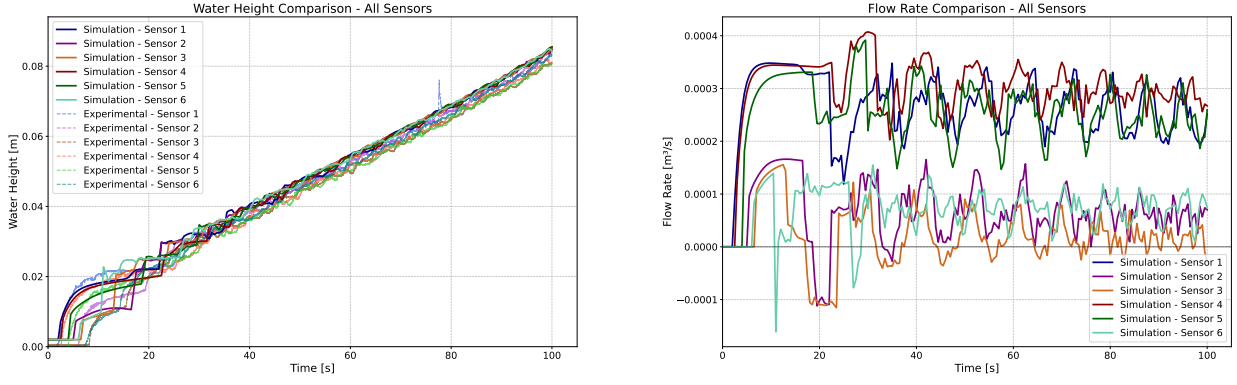 Water Height Comparison - All Sensors
Water Height [m]
0.08
0.06
0.04
0.02
0.00
Simulation - Sensor 1
Simulation - Sensor 2
Simulation - Sensor 3
Simulation - Sensor 4
Simulation - Sensor 5
Simulation - Sensor 6
Experimental - Sensor 1
Experimental - Sensor 2
Experimental - Sensor 3
Experimental - Sensor 4
Experimental - Sensor 5
Experimental - Sensor 6
0 20 40 60 80 100
Time [s]
Flow Rate Comparison - All Sensors
Flow Rate [m³/s]
0.0004
0.0003
0.0002
0.0001
0.0000
−0.0001
Simulation - Sensor 1
Simulation - Sensor 2
Simulation - Sensor 3
Simulation - Sensor 4
Simulation - Sensor 5
Simulation - Sensor 6
0 20 40 60 80 100
Time [s]